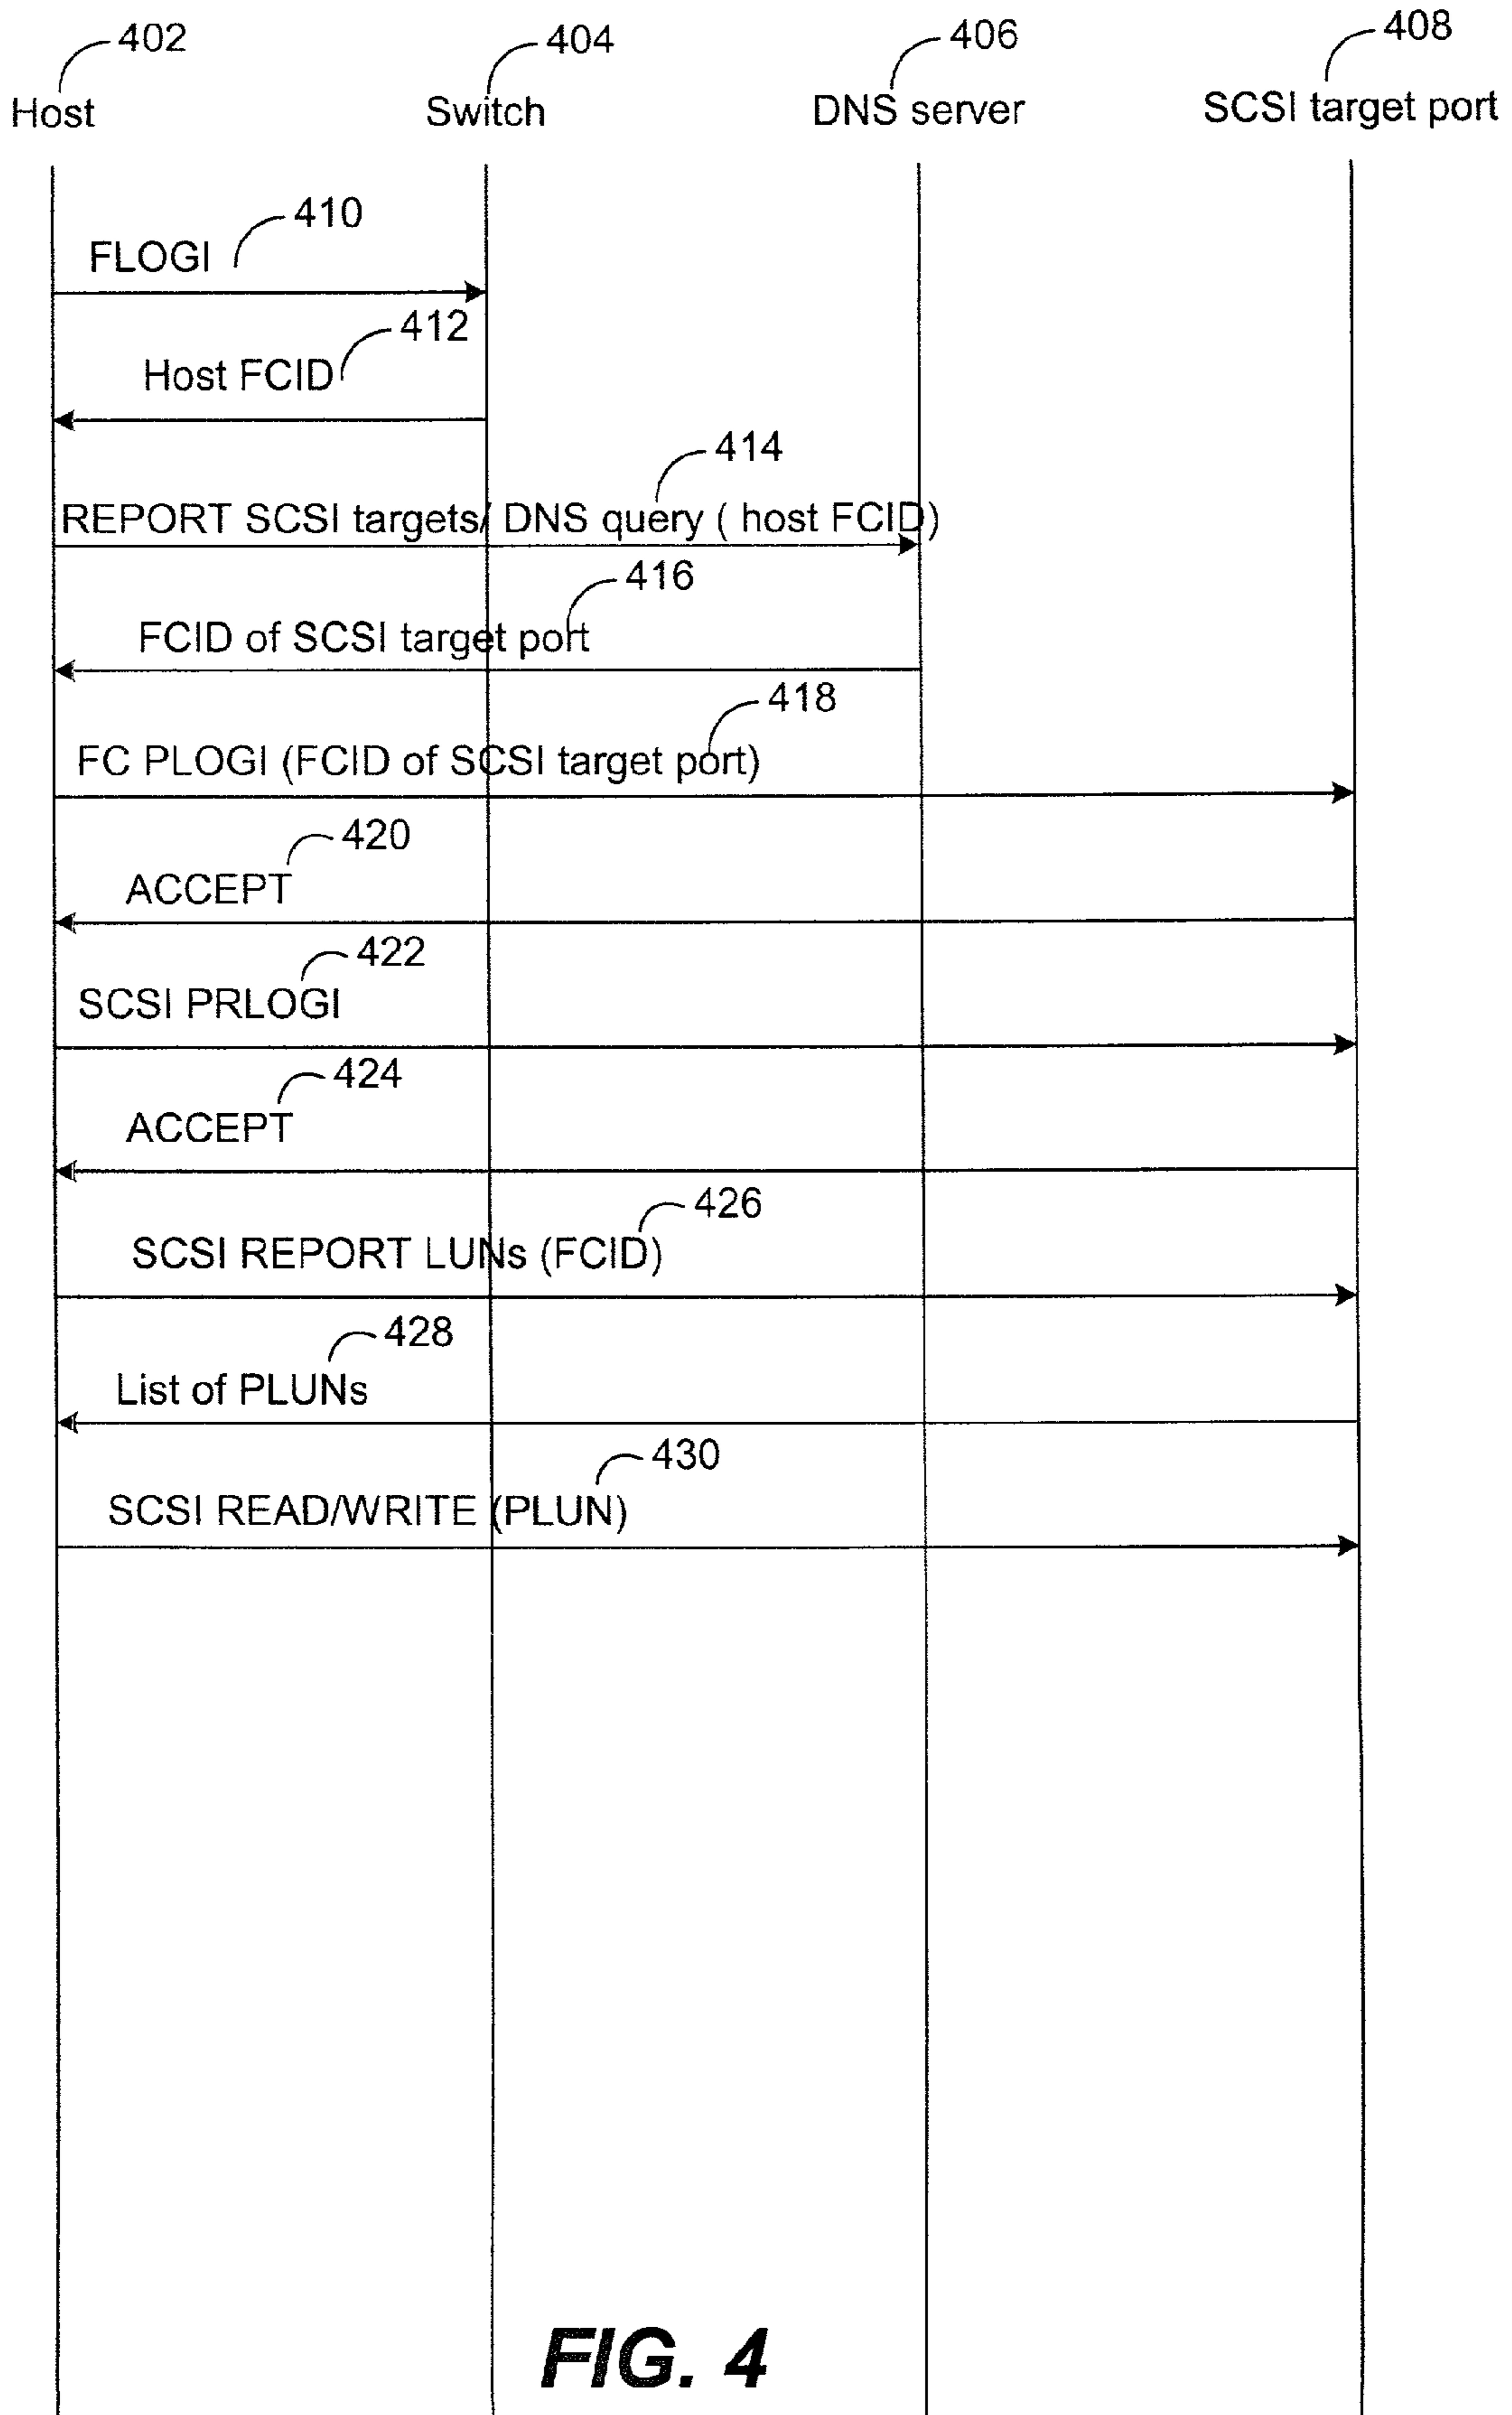 402
404
406
408
Host
Switch
DNS server
SCSI target port
410
FLOGI
412
Host FCID
414
REPORT SCSI targets/ DNS query ( host FCID)
416
FCID of SCSI target port
418
FC PLOGI (FCID of SCSI target port)
420
ACCEPT
422
SCSI PRLOGI
424
ACCEPT
426
SCSI REPORT LUNs (FCID)
428
List of PLUNs
430
SCSI READ/WRITE (PLUN)
FIG. 4